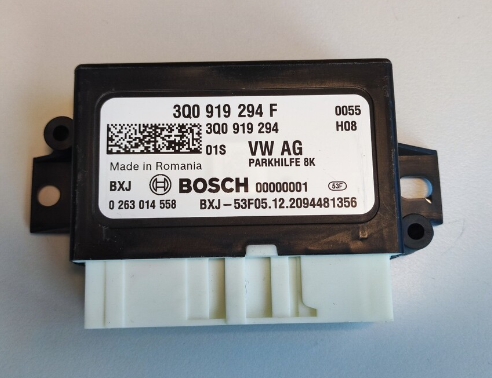 3Q0 919 294 F 0055
3Q0 919 294 H08
01S VW AG
Made in Romania PARKHILFE 8K
BXJ BOSCH 00000001 53F
0 263 014 558 BXJ-53F05.12.2094481356